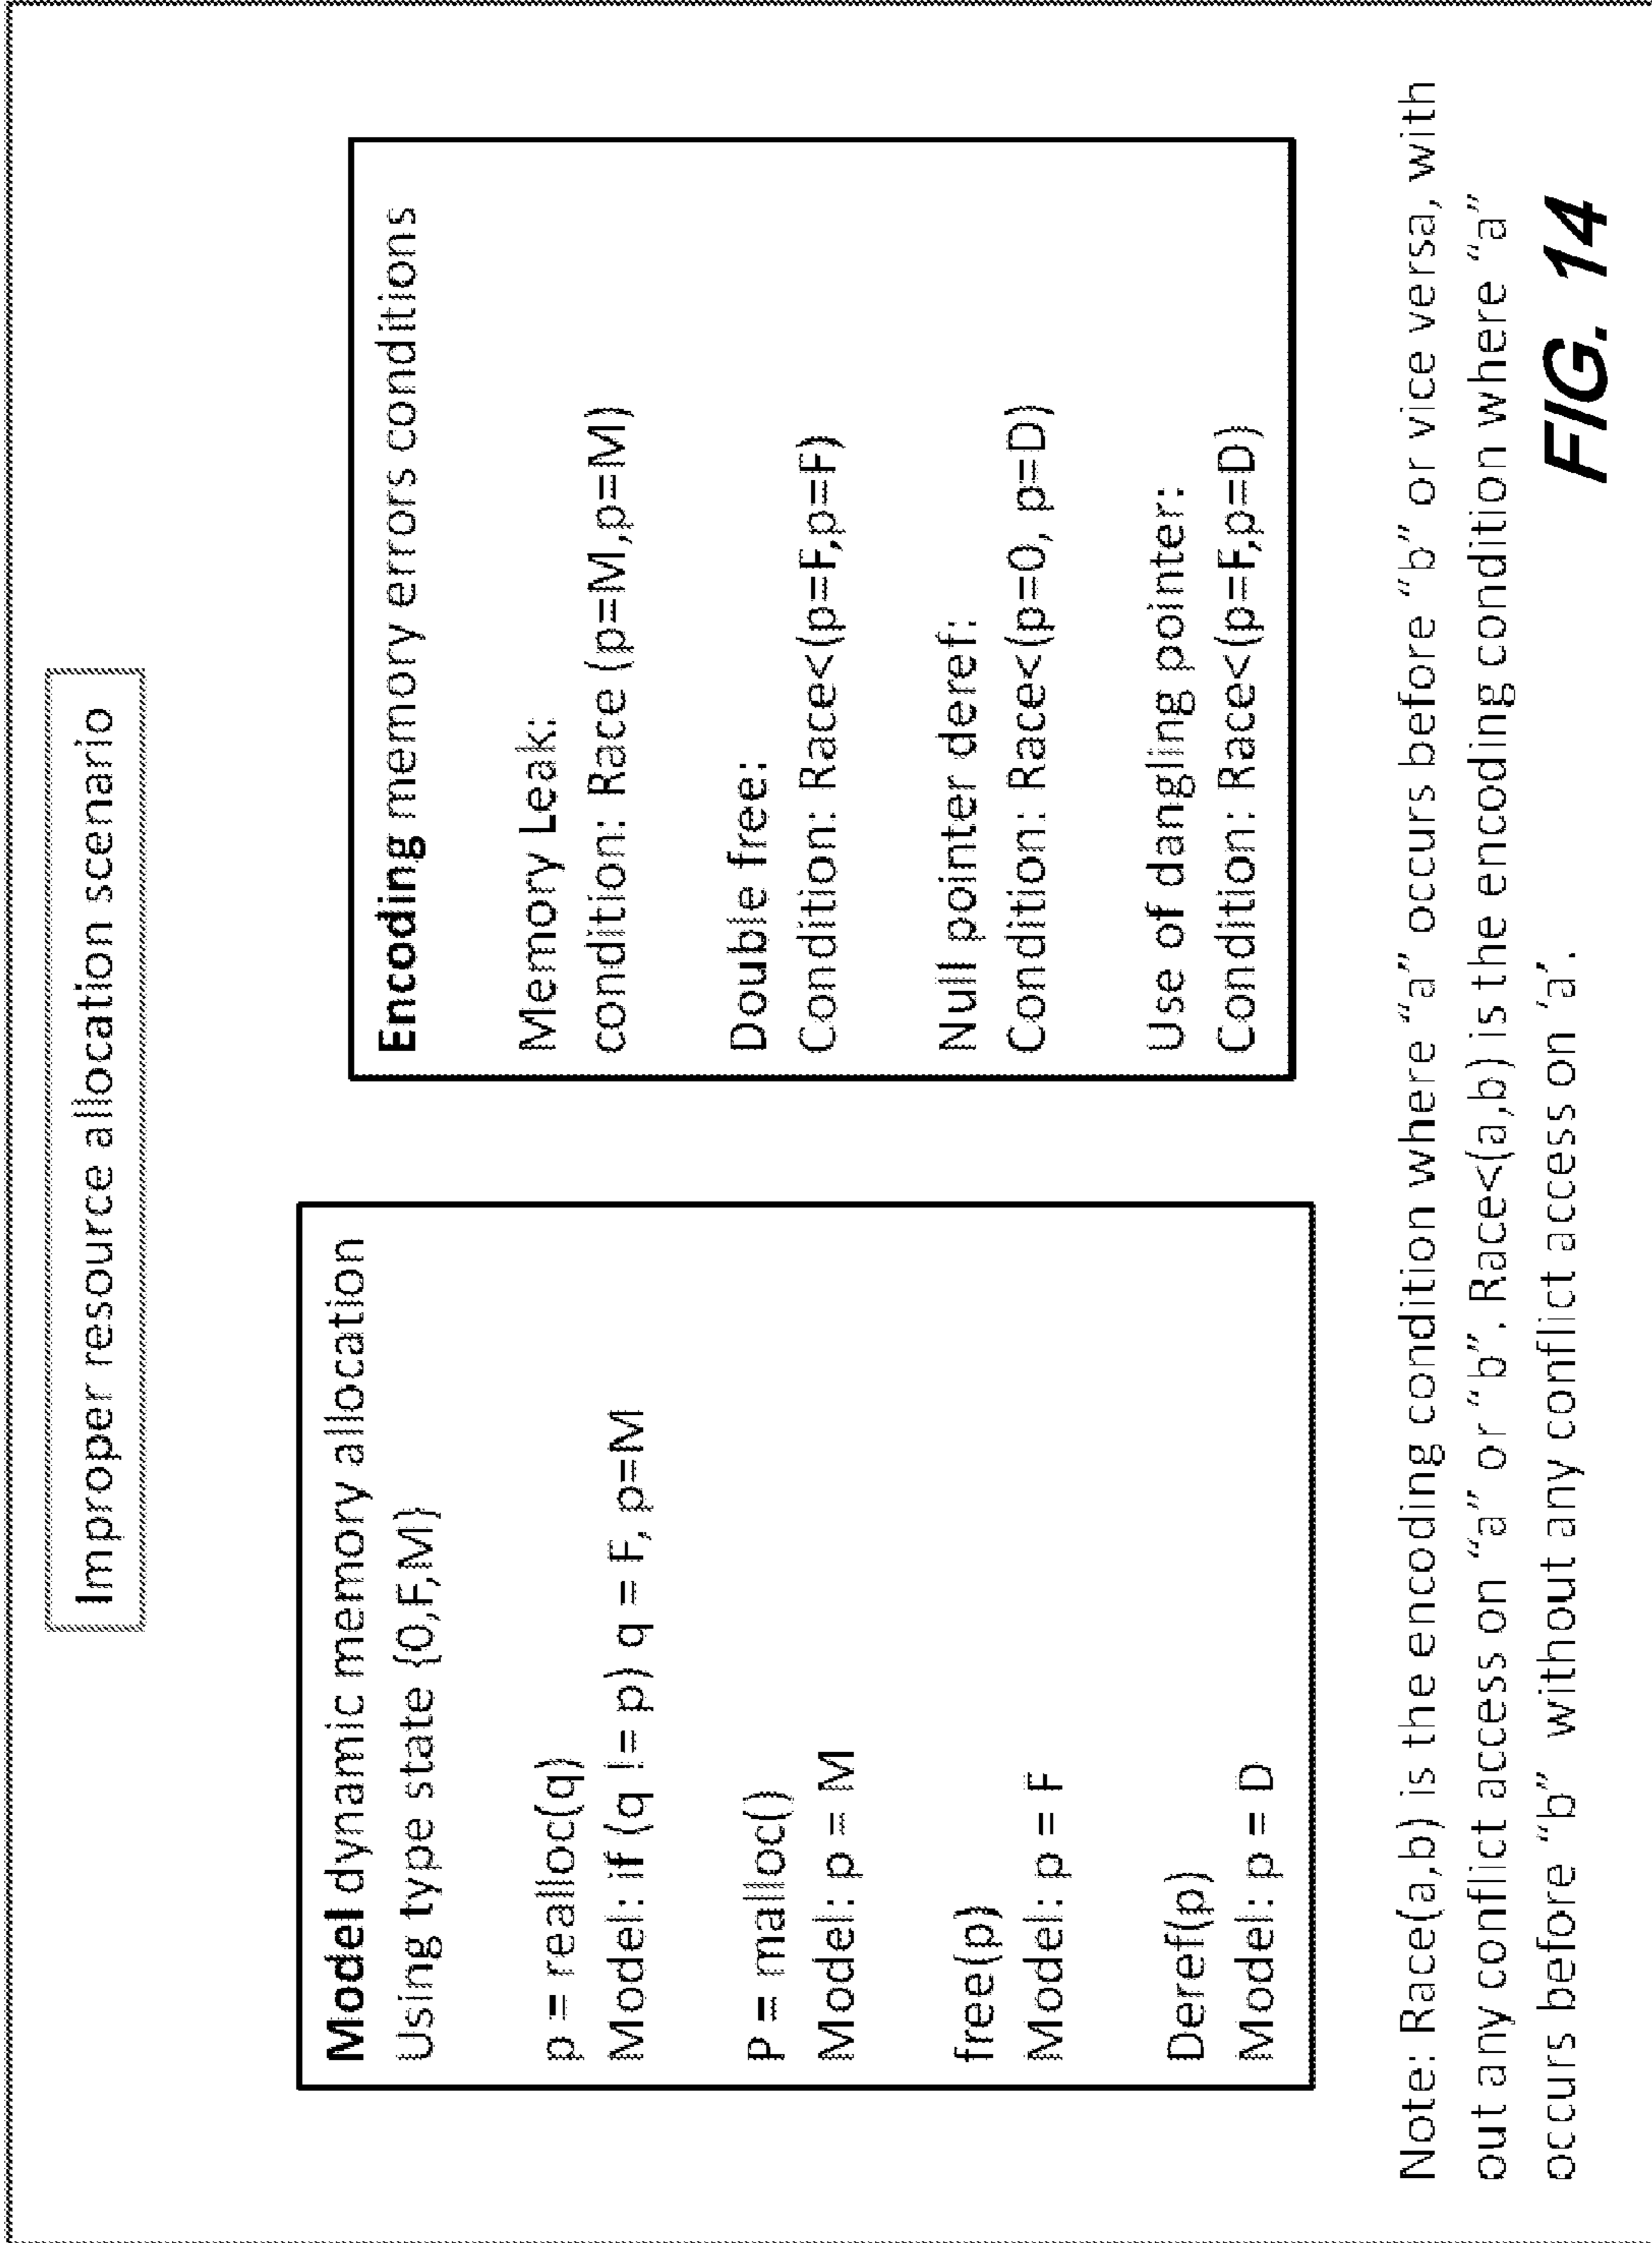 Improper resource allocation scenario
Model dynamic memory allocation
Using type state {0,F,M}
p = realloc(q)
Model: if (q != p) q = F, p=M
P = malloc()
Model: p = M
free(p)
Model: p = F
Deref(p)
Model: p = D
Encoding memory errors conditions
Memory Leak:
condition: Race (p=M,p=M)
Double free:
Condition: Race<(p=F,p=F)
Null pointer deref:
Condition: Race<(p=0, p=D)
Use of dangling pointer:
Condition: Race<(p=F,p=D)
Note: Race(a,b) is the encoding condition where “a” occurs before “b” or vice versa, with
out any conflict access on “a” or “b”. Race<(a,b) is the encoding condition where “a”
occurs before “b” without any conflict access on ‘a’.
FIG. 14